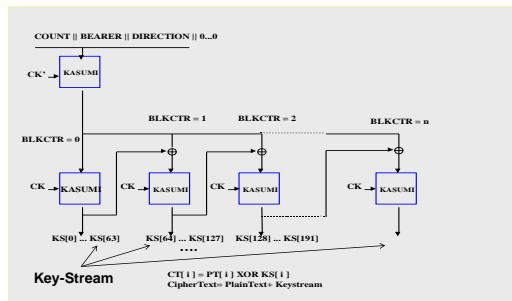 COUNT || BEARER || DIRECTION || 0...0
CK' KASUMI
BLKCTR = 0 BLKCTR = 1 BLKCTR = 2 BLKCTR = n
CK KASUMI CK KASUMI CK KASUMI CK KASUMI
KS[0] ... KS[63] KS[64] ... KS[127] KS[128] ... KS[191]
....
Key-Stream
CT[ i ] = PT[ i ] XOR KS[ i ]
CipherText= PlainText+ Keystream